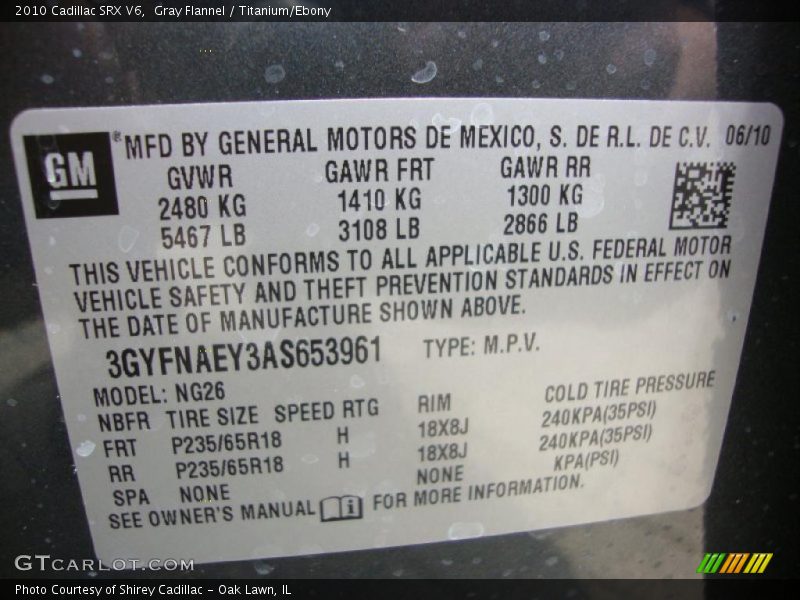 2010 Cadillac SRX V6,  Gray Flannel / Titanium/Ebony
GM ® MFD BY GENERAL MOTORS DE MEXICO, S. DE R.L. DE C.V. 06/10
GVWR GAWR FRT GAWR RR
2480 KG 1410 KG 1300 KG
5467 LB 3108 LB 2866 LB
THIS VEHICLE CONFORMS TO ALL APPLICABLE U.S. FEDERAL MOTOR
VEHICLE SAFETY AND THEFT PREVENTION STANDARDS IN EFFECT ON
THE DATE OF MANUFACTURE SHOWN ABOVE.
3GYFNAEY3AS653961 TYPE: M.P.V.
MODEL: NG26
NBFR TIRE SIZE SPEED RTG RIM COLD TIRE PRESSURE
FRT P235/65R18 H 18X8J 240KPA(35PSI)
RR P235/65R18 H 18X8J 240KPA(35PSI)
SPA NONE NONE KPA(PSI)
SEE OWNER'S MANUAL i FOR MORE INFORMATION.
GTCARLOT.COM
Photo Courtesy of Shirey Cadillac - Oak Lawn, IL